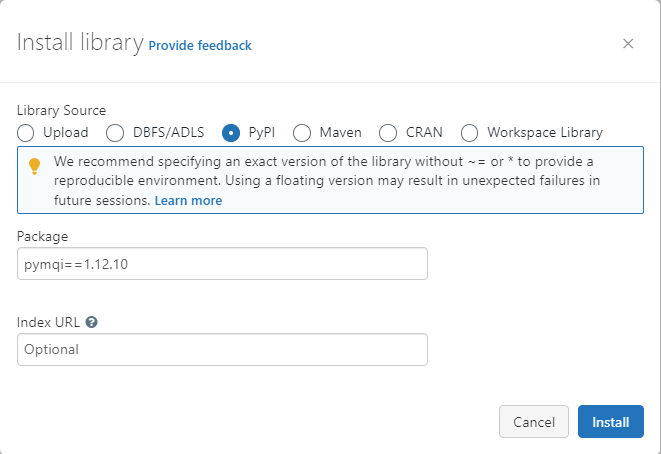 Install library Provide feedback
Library Source
Upload DBFS/ADLS PyPI Maven CRAN Workspace Library
We recommend specifying an exact version of the library without ~= or * to provide a
reproducible environment. Using a floating version may result in unexpected failures in
future sessions. Learn more
Package
pymqi==1.12.10
Index URL ?
Optional
Cancel Install